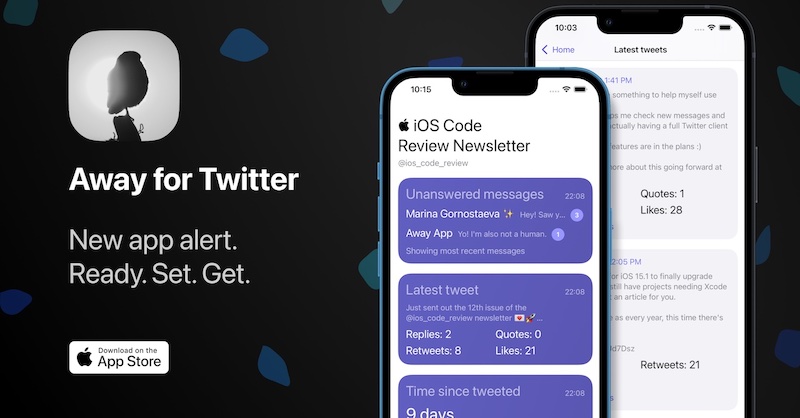 Away for Twitter
New app alert.
Ready. Set. Get.
Download on the
App Store
10:15
iOS Code
Review Newsletter
@ios_code_review
Unanswered messages 22:08
Marina Gornostaeva ✨ Hey! Saw y... 3
Away App Yo! I'm also not a human. 1
Showing most recent messages
Latest tweet 22:08
Just sent out the 12th issue of the
@ios_code_review newsletter 💌🚀...
Replies: 2 Quotes: 0
Retweets: 8 Likes: 21
Time since tweeted 22:08
9 days
10:03
Home Latest tweets
1:41 PM
something to help myself use
me check new messages and
actually having a full Twitter client
features are in the plans :)
more about this going forward at
Quotes: 1
Likes: 28
:05 PM
or iOS 15.1 to finally upgrade
still have projects needing Xcode
an article for you.
e as every year, this time there's
d7Dsz
Retweets: 21